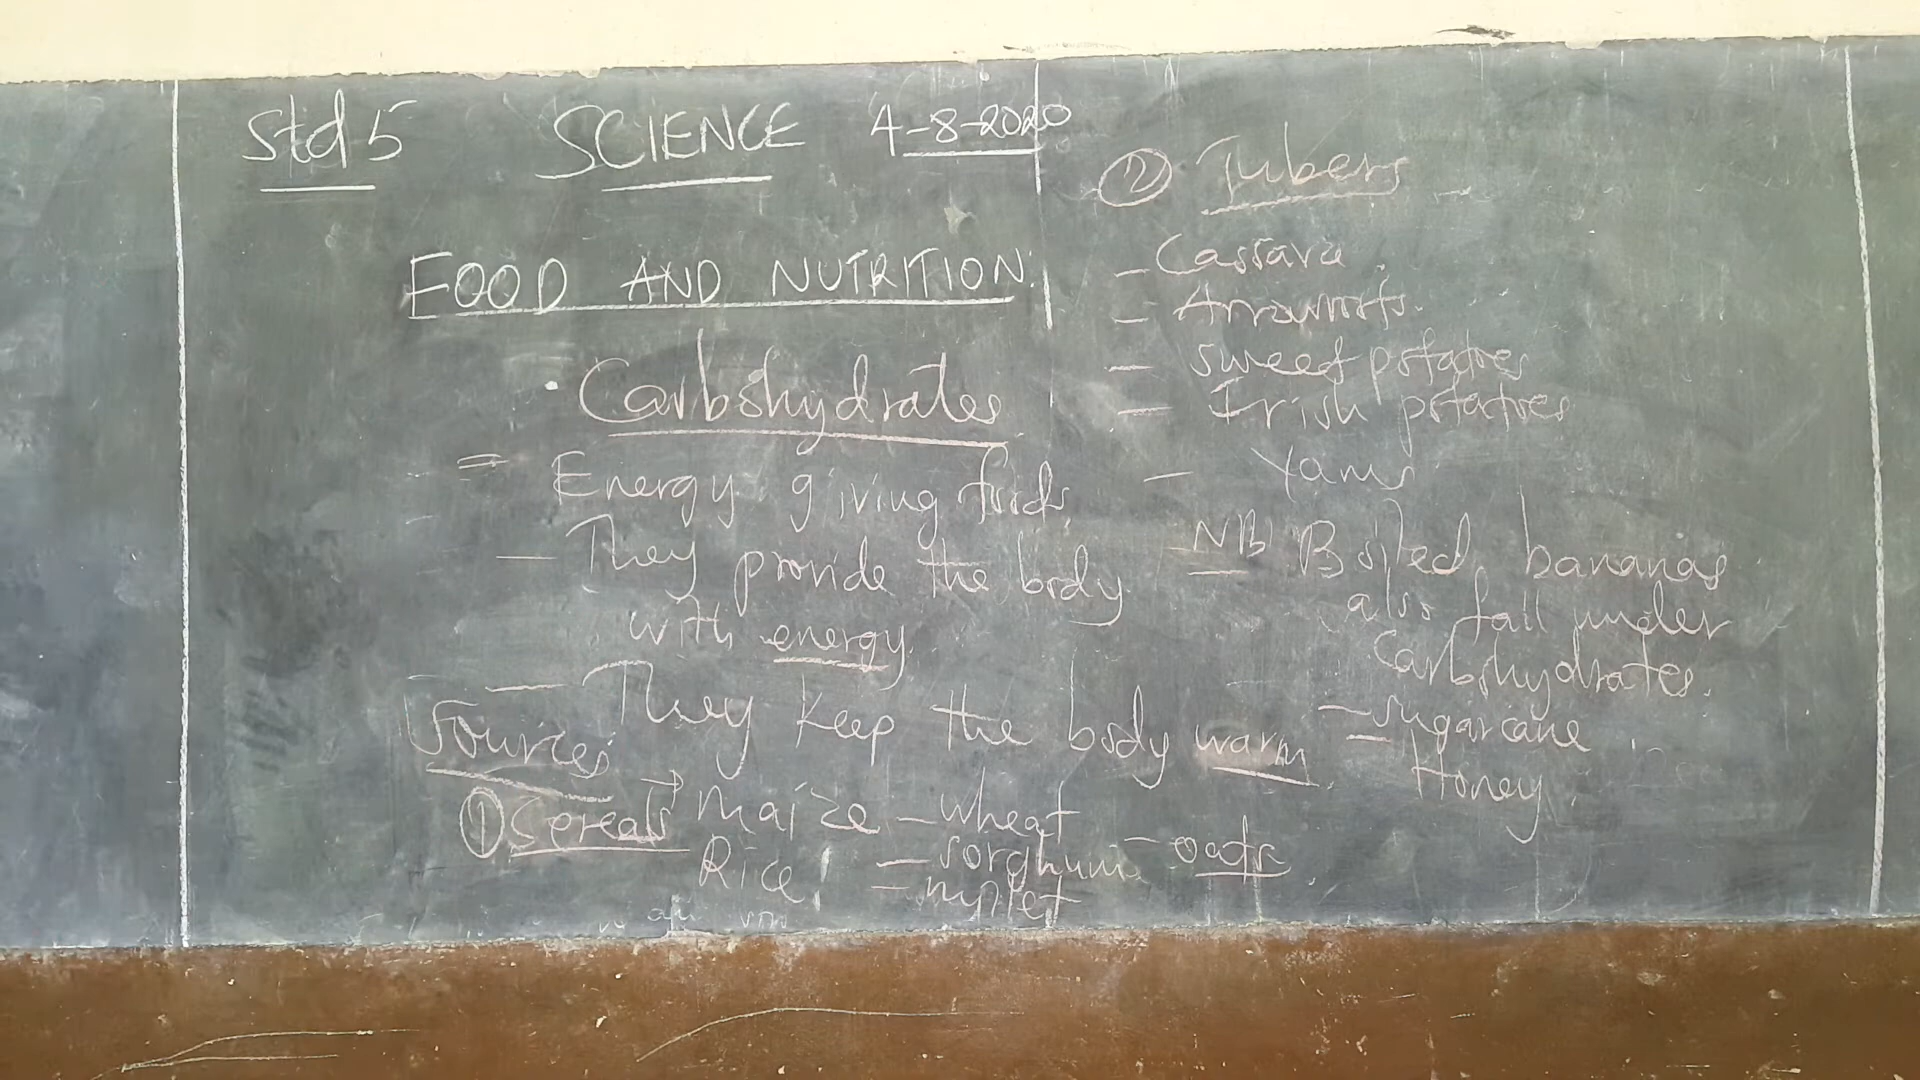 Std 5 SCIENCE 4-8-2020
FOOD AND NUTRITION:
Carbohydrates
= Energy giving foods
- They provide the body
with energy.
- They keep the body warm.
Sources
① Cereals → Maize - wheat
Rice - sorghum - oats.
- millet
② Tubers
- Cassava
- Arrowroots.
- sweet potatoes
- Irish potatoes
- Yams
NB Boiled bananas
also fall under
Carbohydrates.
- sugarcane
- Honey